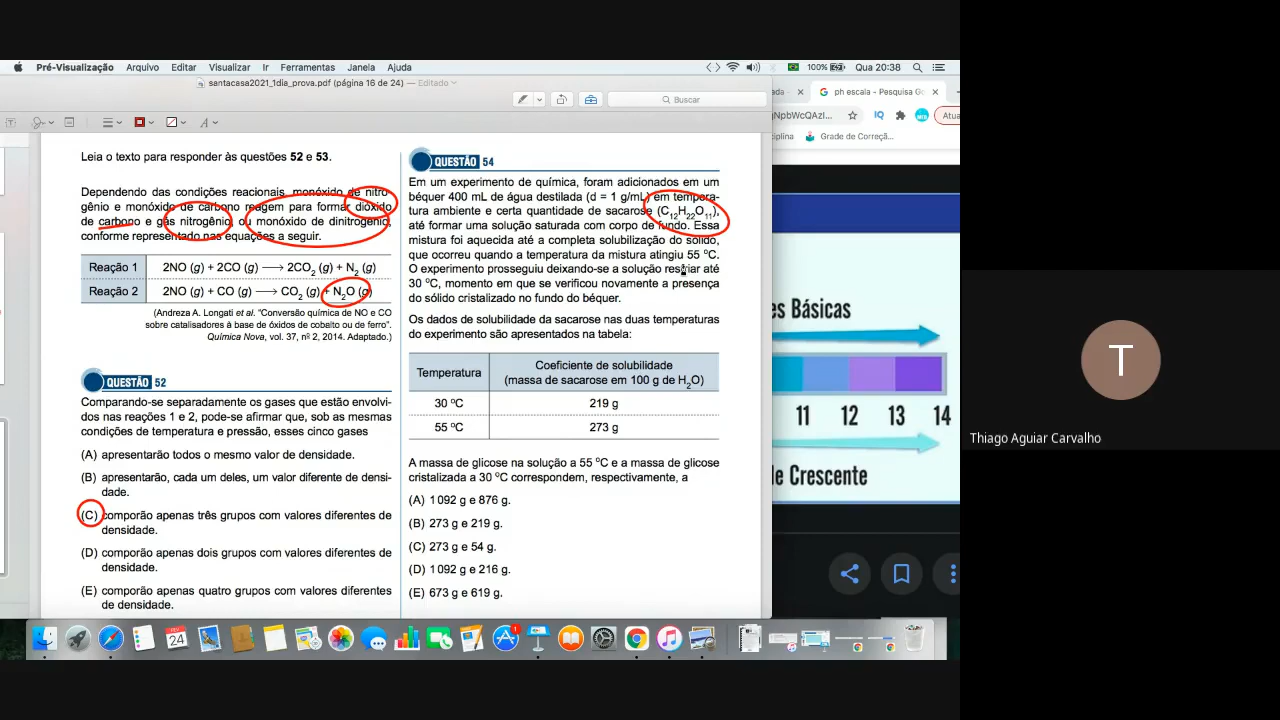 Pré-Visualização Arquivo Editar Visualizar Ir Ferramentas Janela Ajuda 100% Qua 20:38
santacasa2021_1dia_prova.pdf (página 16 de 24) — Editado
Buscar
Leia o texto para responder às questões 52 e 53.
Dependendo das condições reacionais, monóxido de nitro-
gênio e monóxido de carbono reagem para formar dióxido
de carbono e gás nitrogênio, ou monóxido de dinitrogênio,
conforme representado nas equações a seguir.
Reação 1 2NO (g) + 2CO (g) ⟶ 2CO₂ (g) + N₂ (g)
Reação 2 2NO (g) + CO (g) ⟶ CO₂ (g) + N₂O (g)
(Andreza A. Longati et al. “Conversão química de NO e CO
sobre catalisadores à base de óxidos de cobalto ou de ferro”.
Química Nova, vol. 37, nº 2, 2014. Adaptado.)
QUESTÃO 52
Comparando-se separadamente os gases que estão envolvi-
dos nas reações 1 e 2, pode-se afirmar que, sob as mesmas
condições de temperatura e pressão, esses cinco gases
(A) apresentarão todos o mesmo valor de densidade.
(B) apresentarão, cada um deles, um valor diferente de densi-
dade.
(C) comporão apenas três grupos com valores diferentes de
densidade.
(D) comporão apenas dois grupos com valores diferentes de
densidade.
(E) comporão apenas quatro grupos com valores diferentes
de densidade.
QUESTÃO 54
Em um experimento de química, foram adicionados em um
béquer 400 mL de água destilada (d = 1 g/mL) em tempera-
tura ambiente e certa quantidade de sacarose (C₁₂H₂₂O₁₁),
até formar uma solução saturada com corpo de fundo. Essa
mistura foi aquecida até a completa solubilização do sólido,
que ocorreu quando a temperatura da mistura atingiu 55 ºC.
O experimento prosseguiu deixando-se a solução resfriar até
30 ºC, momento em que se verificou novamente a presença
do sólido cristalizado no fundo do béquer.
Os dados de solubilidade da sacarose nas duas temperaturas
do experimento são apresentados na tabela:
Temperatura Coeficiente de solubilidade
(massa de sacarose em 100 g de H₂O)
30 ºC 219 g
55 ºC 273 g
A massa de glicose na solução a 55 ºC e a massa de glicose
cristalizada a 30 ºC correspondem, respectivamente, a
(A) 1 092 g e 876 g.
(B) 273 g e 219 g.
(C) 273 g e 54 g.
(D) 1 092 g e 216 g.
(E) 673 g e 619 g.
ada ph escala - Pesquisa Go
gNpbWcQAzI... IQ Atua
iplina Grade de Correçã...
es Básicas
11 12 13 14
de Crescente
24
1
T
Thiago Aguiar Carvalho